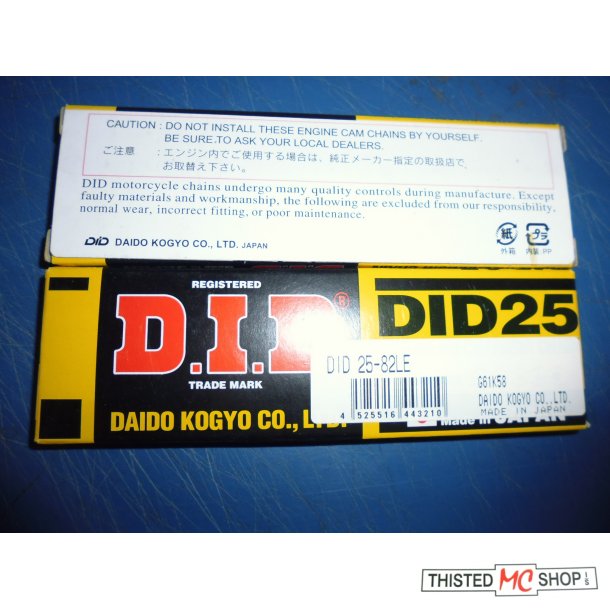 CAUTION : DO NOT INSTALL THESE ENGINE CAM CHAINS BY YOURSELF.
BE SURE.TO ASK YOUR LOCAL DEALERS.
ご注意 : エンジン内でご使用する場合は、純正メーカー指定の取扱店で、
お取替え下さい。
DID motorcycle chains undergo many quality controls during manufacture. Except
faulty materials and workmanship, the following are excluded from our responsibility,
normal wear, incorrect fitting, or poor maintenance.
紙 プラ
外箱 内装:PP
DID DAIDO KOGYO CO., LTD. JAPAN
REGISTERED
D.I.D®
TRADE MARK
DAIDO KOGYO CO., LTD.
DID25
DID 25-82LE
4 525516 443210
G61K58
DAIDO KOGYO CO.,LTD.
MADE IN JAPAN
Made in JAPAN
THISTED MC SHOP I/S